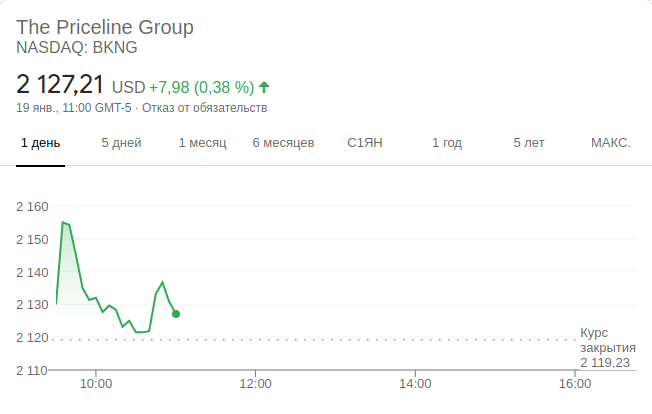 The Priceline Group
NASDAQ: BKNG
2 127,21 USD +7,98 (0,38 %)
19 янв., 11:00 GMT-5 · Отказ от обязательств
1 день 5 дней 1 месяц 6 месяцев С1ЯН 1 год 5 лет МАКС.
2 160
2 150
2 140
2 130
2 120
Курс
закрытия
2 119,23
2 110
10:00 12:00 14:00 16:00